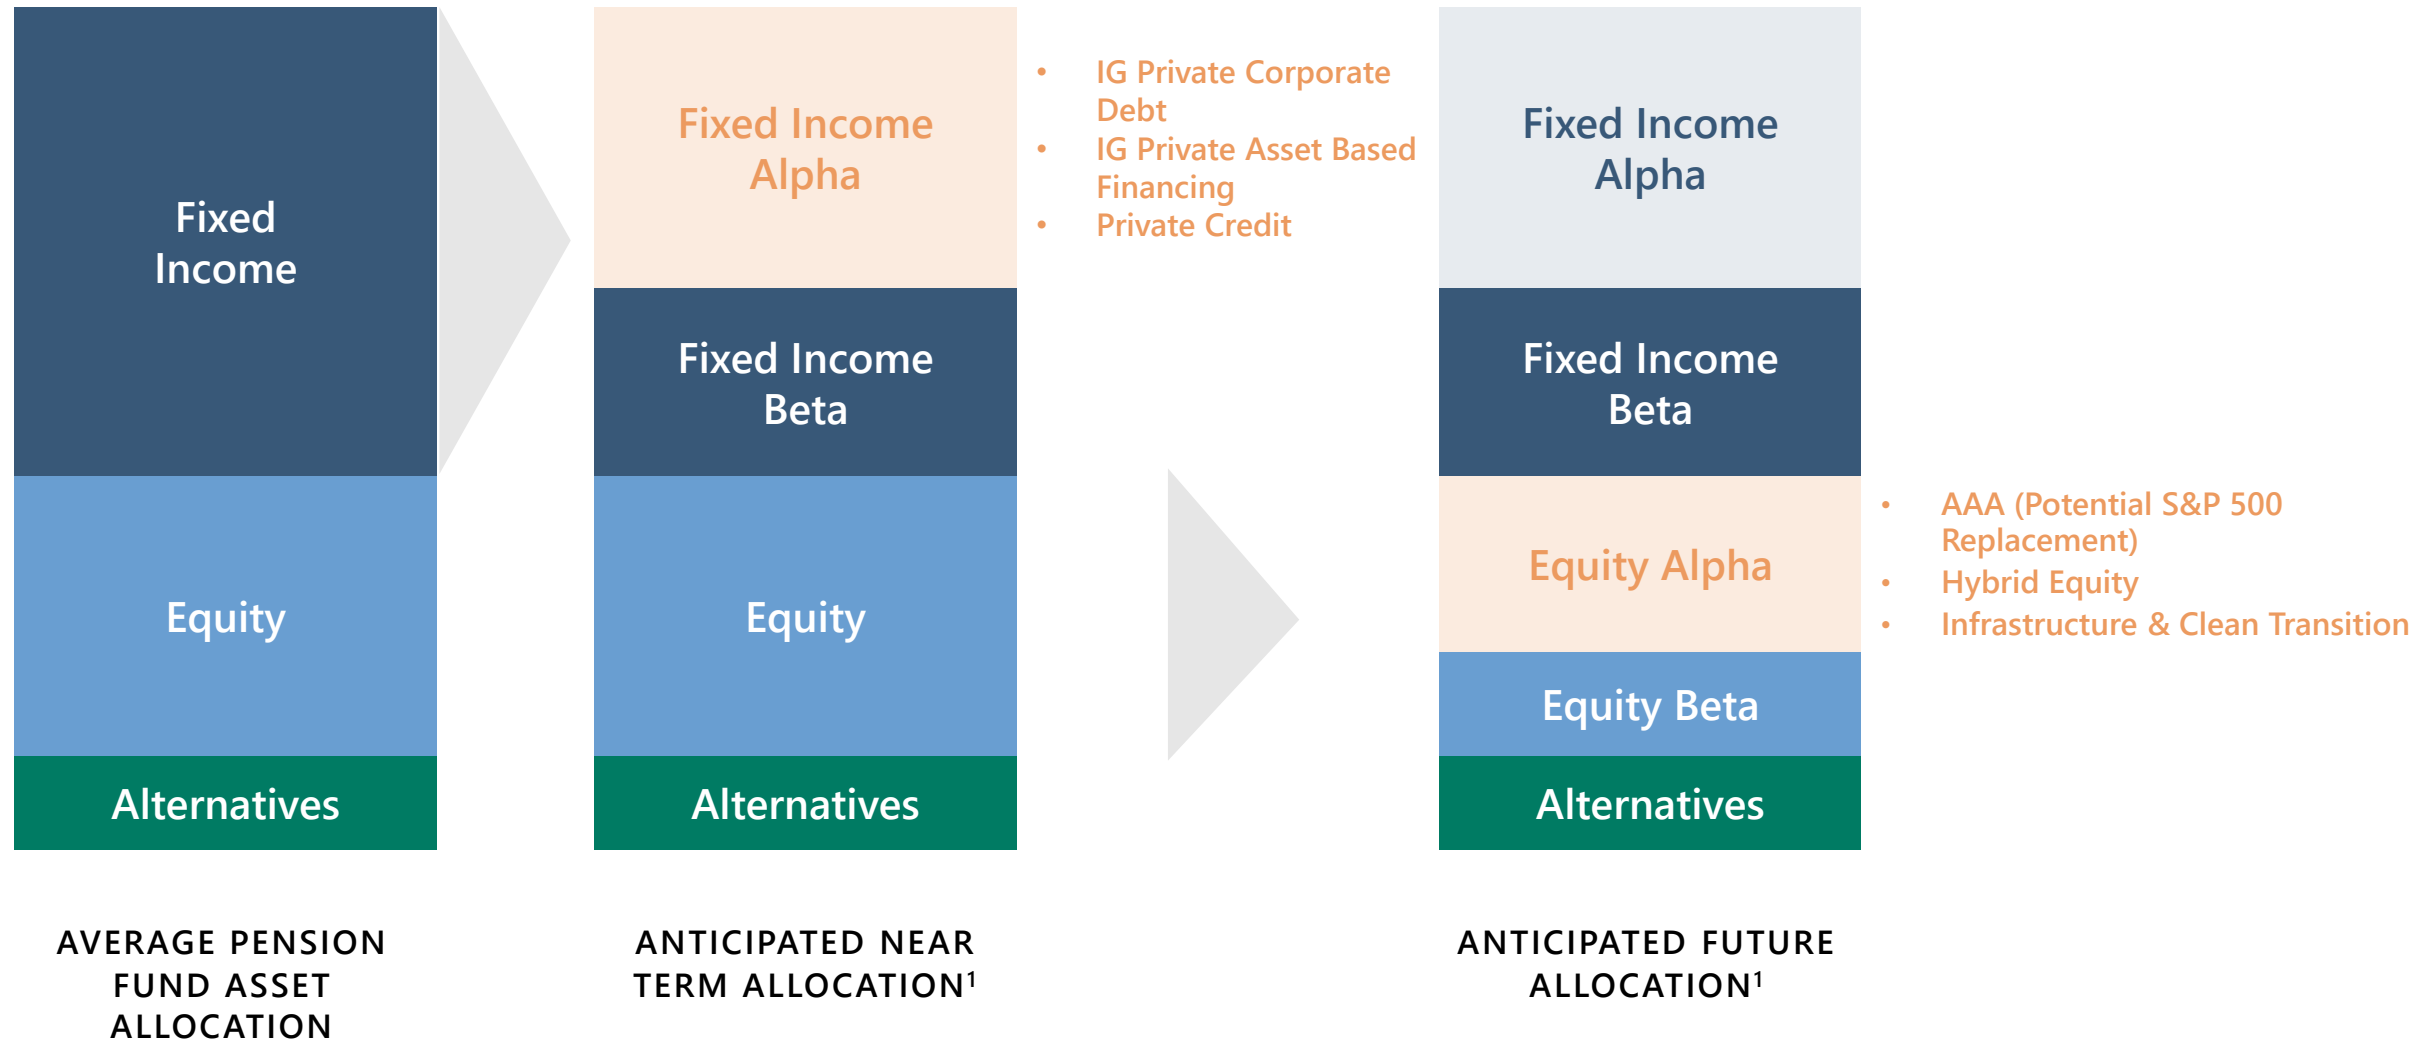 Fixed
Income
Equity
Alternatives
AVERAGE PENSION
FUND ASSET
ALLOCATION
Fixed Income
Alpha
Fixed Income
Beta
Equity
Alternatives
ANTICIPATED NEAR
TERM ALLOCATION¹
• IG Private Corporate
Debt
• IG Private Asset Based
Financing
• Private Credit
Fixed Income
Alpha
Fixed Income
Beta
Equity Alpha
Equity Beta
Alternatives
ANTICIPATED FUTURE
ALLOCATION¹
• AAA (Potential S&P 500
Replacement)
• Hybrid Equity
• Infrastructure & Clean Transition